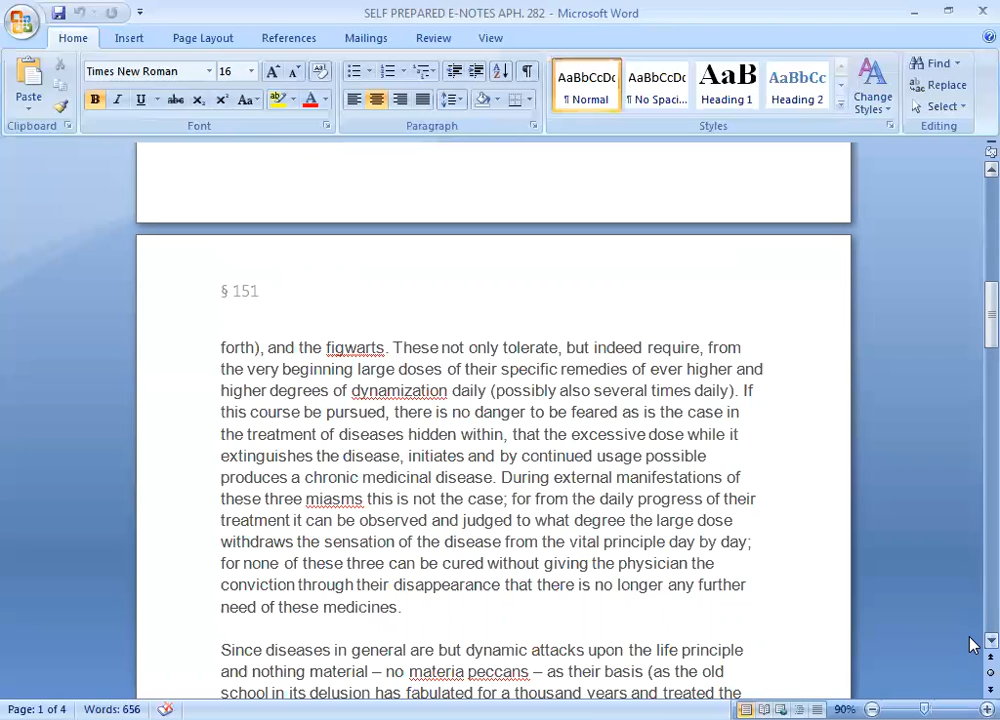 SELF PREPARED E-NOTES APH. 282 - Microsoft Word
Home Insert Page Layout References Mailings Review View
Paste
Times New Roman 16
B I U abc X₂ X² Aa ab A
AaBbCcDc AaBbCcDc AaBbC AaBbCc
¶ Normal ¶ No Spaci... Heading 1 Heading 2
Change Styles
Find
Replace
Select
Clipboard Font Paragraph Styles Editing
§ 151
forth), and the figwarts. These not only tolerate, but indeed require, from
the very beginning large doses of their specific remedies of ever higher and
higher degrees of dynamization daily (possibly also several times daily). If
this course be pursued, there is no danger to be feared as is the case in
the treatment of diseases hidden within, that the excessive dose while it
extinguishes the disease, initiates and by continued usage possible
produces a chronic medicinal disease. During external manifestations of
these three miasms this is not the case; for from the daily progress of their
treatment it can be observed and judged to what degree the large dose
withdraws the sensation of the disease from the vital principle day by day;
for none of these three can be cured without giving the physician the
conviction through their disappearance that there is no longer any further
need of these medicines.
Since diseases in general are but dynamic attacks upon the life principle
and nothing material – no materia peccans – as their basis (as the old
school in its delusion has fabulated for a thousand years and treated the
Page: 1 of 4 Words: 656 90%